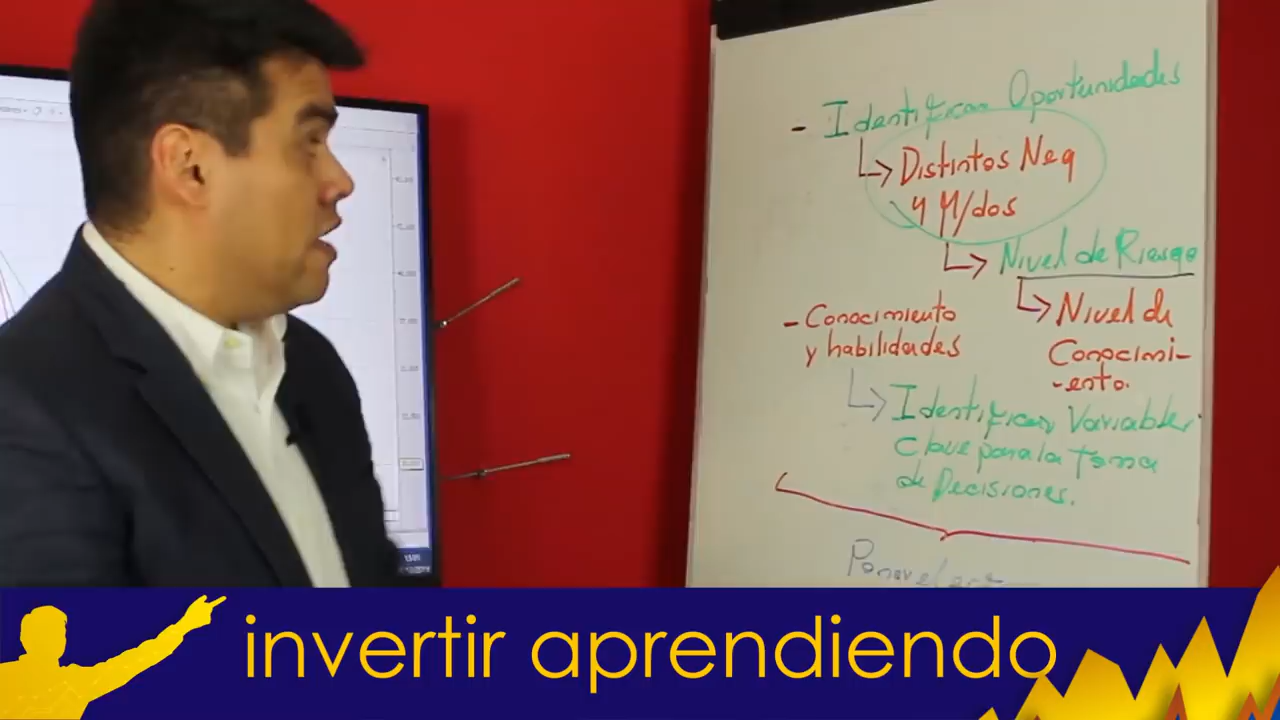 - Identificar Oportunidades
Distintos Neg
y M/dos
Nivel de Riesgo
Nivel de
Conocimi-
-ento.
- Conocimiento
y habilidades
Identificar Variables
Clave para la toma
de Decisiones.
invertir aprendiendo